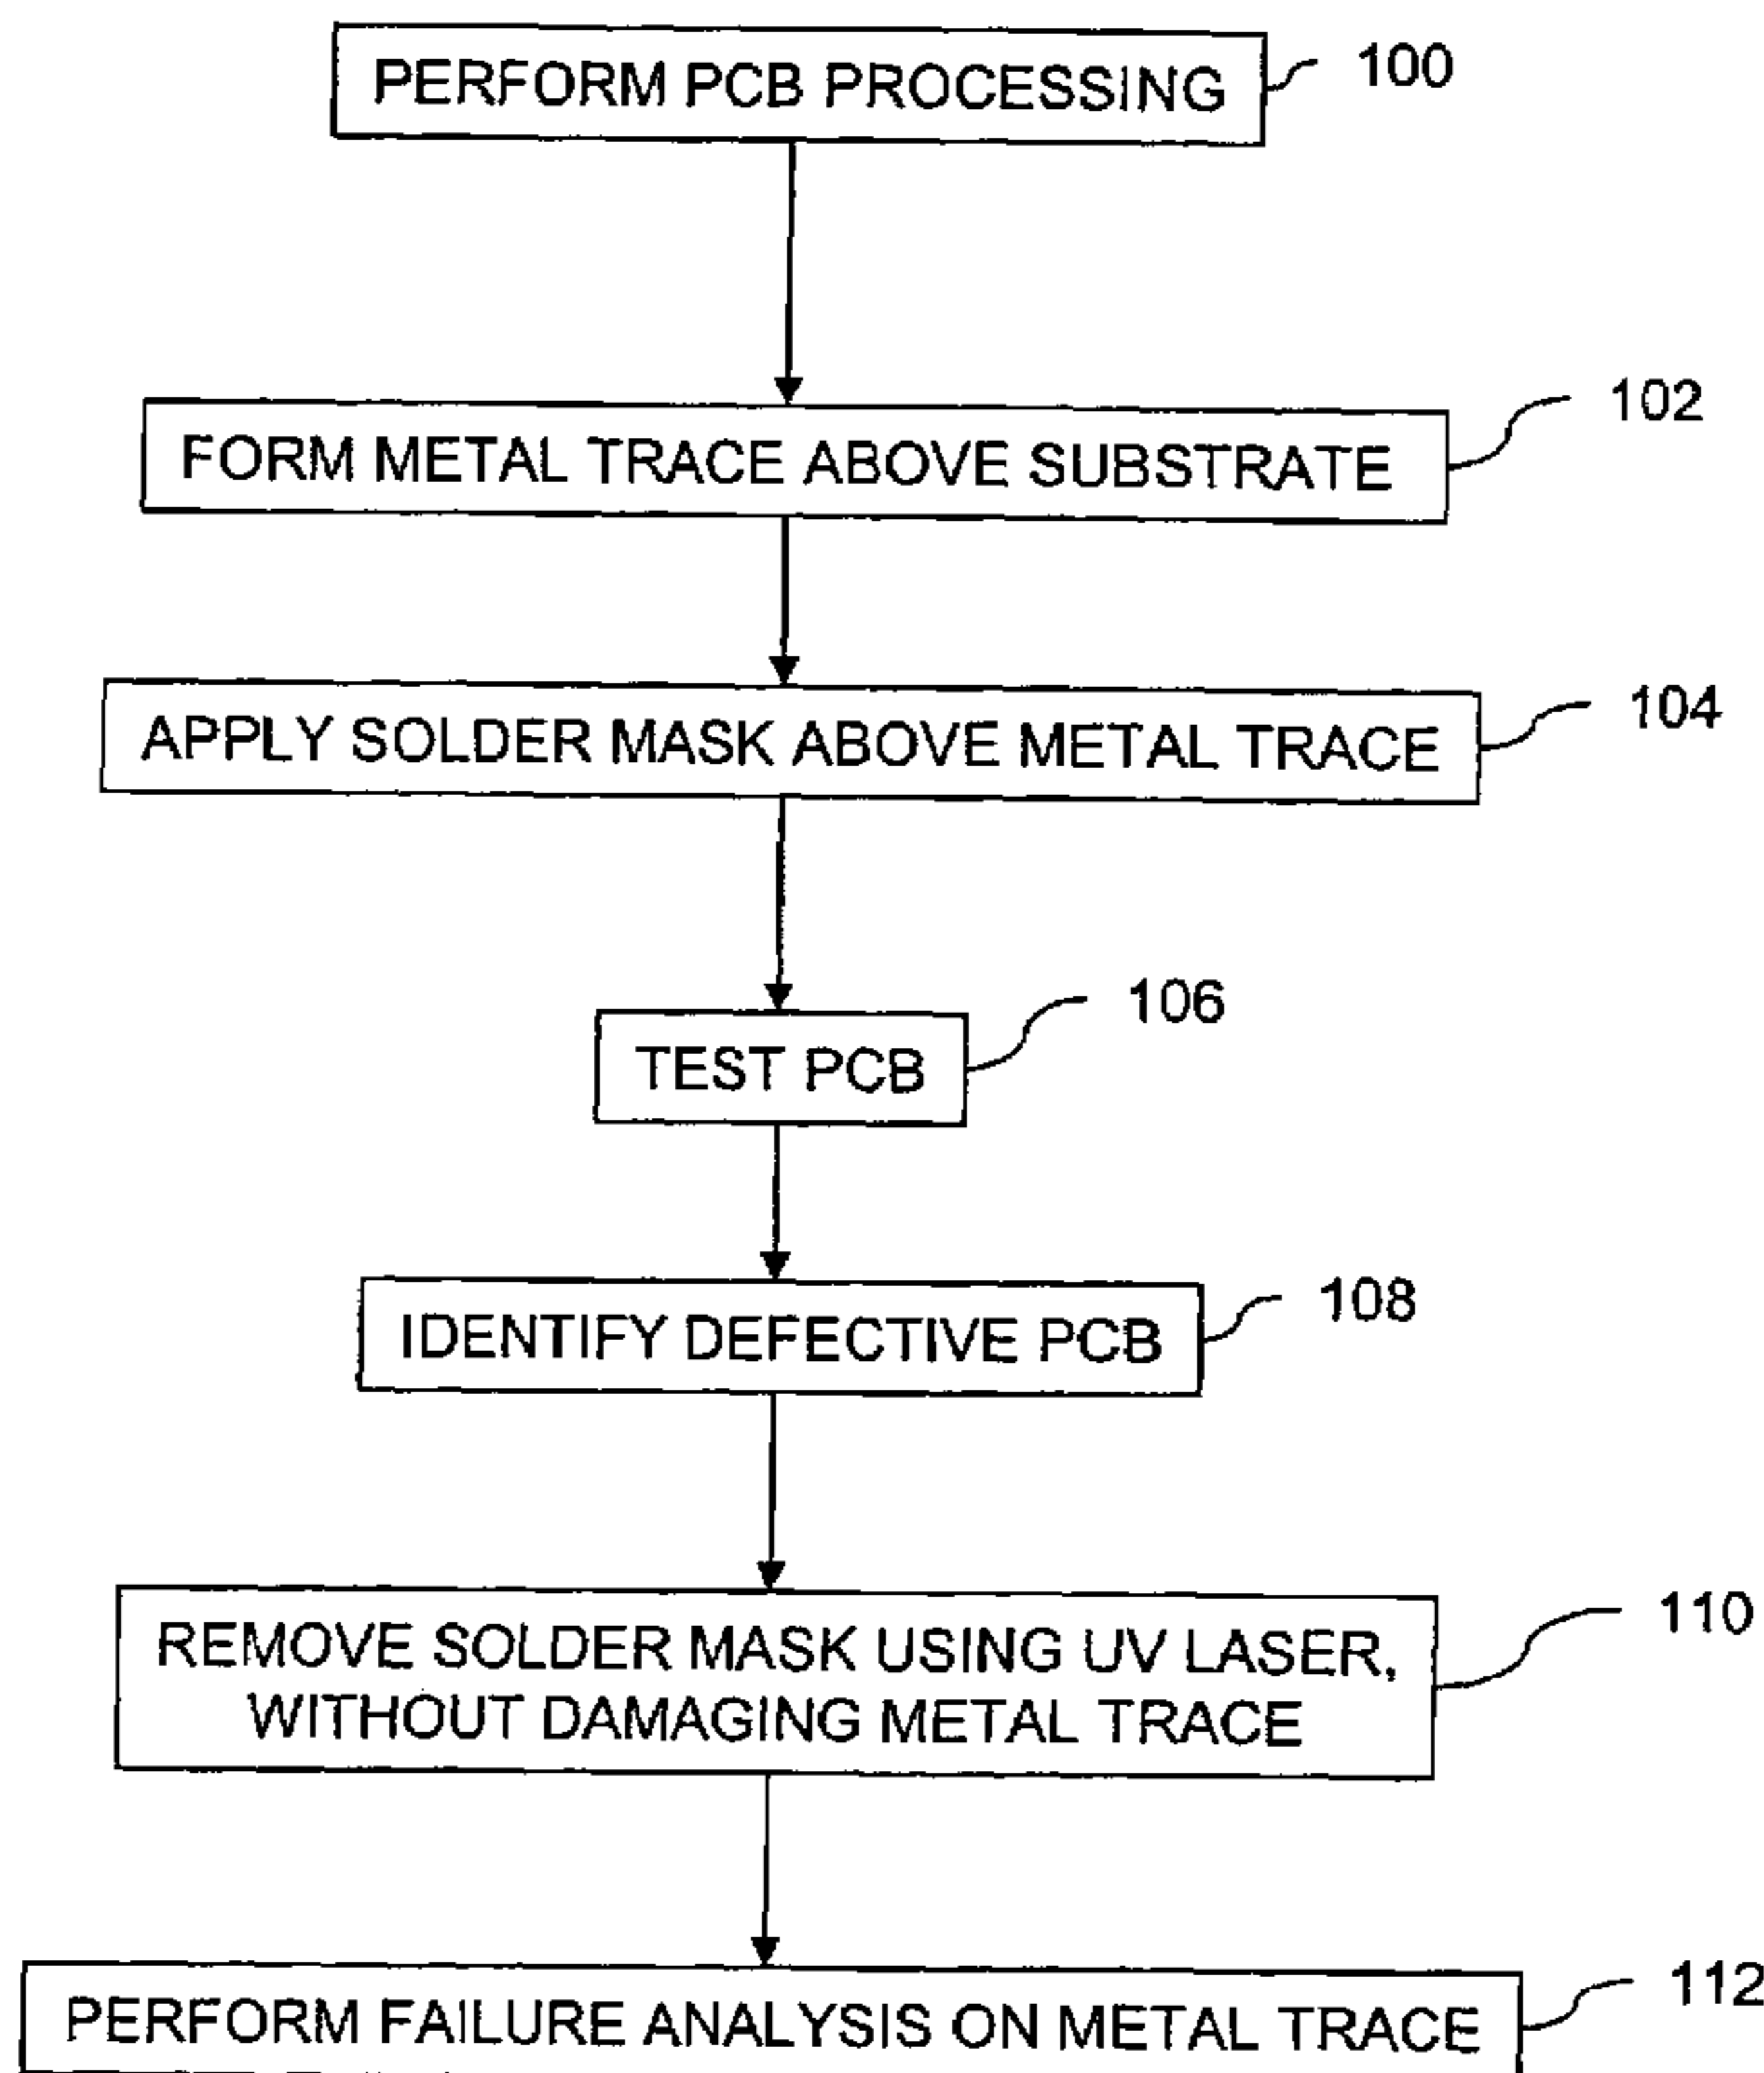 PERFORM PCB PROCESSING
100
FORM METAL TRACE ABOVE SUBSTRATE
102
APPLY SOLDER MASK ABOVE METAL TRACE
104
TEST PCB
106
IDENTIFY DEFECTIVE PCB
108
REMOVE SOLDER MASK USING UV LASER,
WITHOUT DAMAGING METAL TRACE
110
PERFORM FAILURE ANALYSIS ON METAL TRACE
112